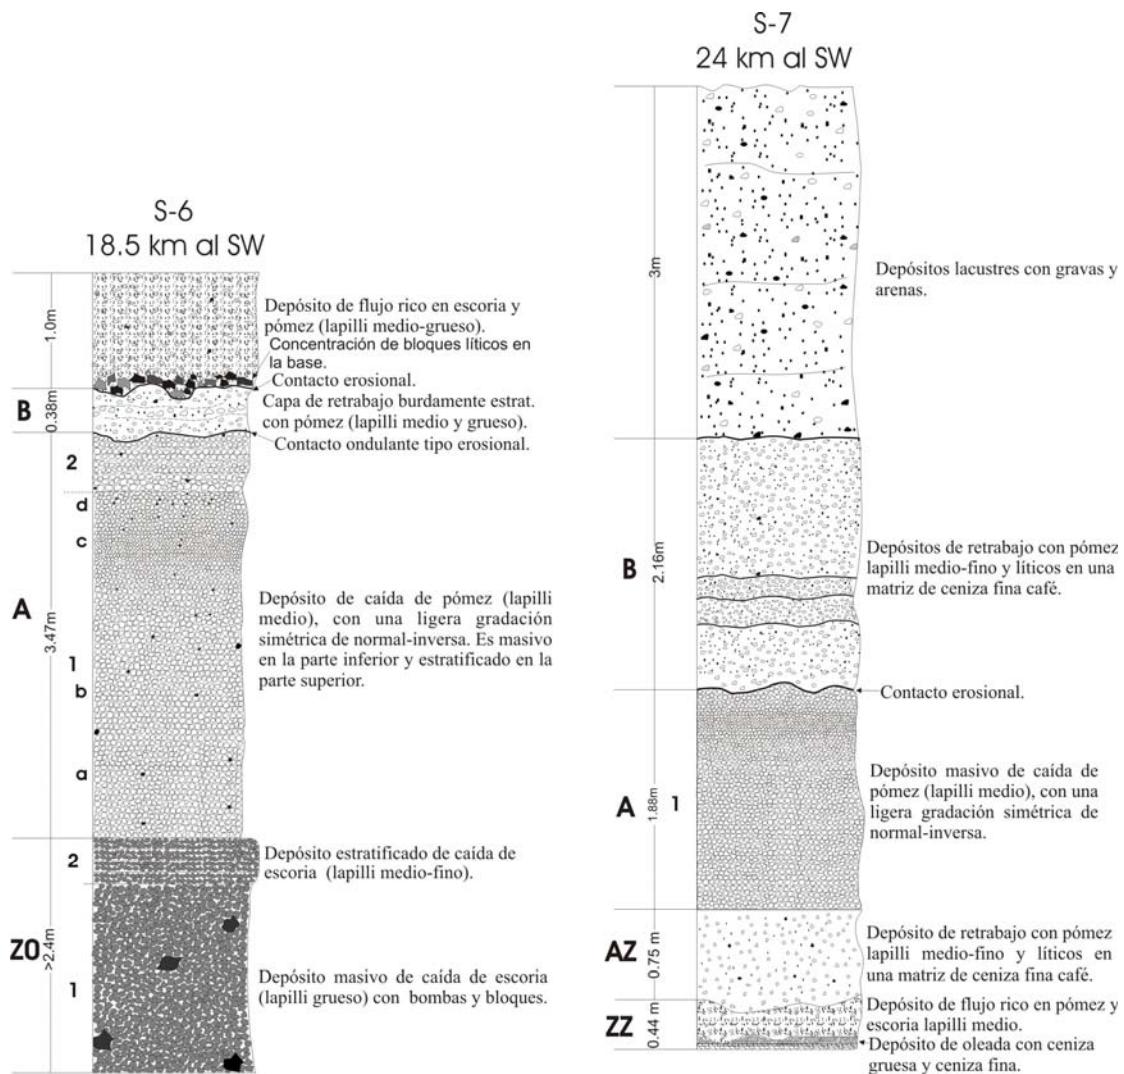 S-6
18.5 km al SW
1.0m
Depósito de flujo rico en escoria y
pómez (lapilli medio-grueso).
Concentración de bloques líticos en
la base.
Contacto erosional.
B
0.38m
Capa de retrabajo burdamente estrat.
con pómez (lapilli medio y grueso).
Contacto ondulante tipo erosional.
2
d
c
A
3.47m
1
b
a
Depósito de caída de pómez (lapilli
medio), con una ligera gradación
simétrica de normal-inversa. Es masivo
en la parte inferior y estratificado en la
parte superior.
2
Depósito estratificado de caída de
escoria (lapilli medio-fino).
ZO
>2.4m
1
Depósito masivo de caída de escoria
(lapilli grueso) con bombas y bloques.
S-7
24 km al SW
3m
Depósitos lacustres con gravas y
arenas.
B
2.16m
Depósitos de retrabajo con pómez
lapilli medio-fino y líticos en una
matriz de ceniza fina café.
Contacto erosional.
A
1.88m
1
Depósito masivo de caída de
pómez (lapilli medio), con una
ligera gradación simétrica de
normal-inversa.
AZ
0.75 m
Depósito de retrabajo con pómez
lapilli medio-fino y líticos en
una matriz de ceniza fina café.
ZZ
0.44 m
Depósito de flujo rico en pómez y
escoria lapilli medio.
Depósito de oleada con ceniza
gruesa y ceniza fina.